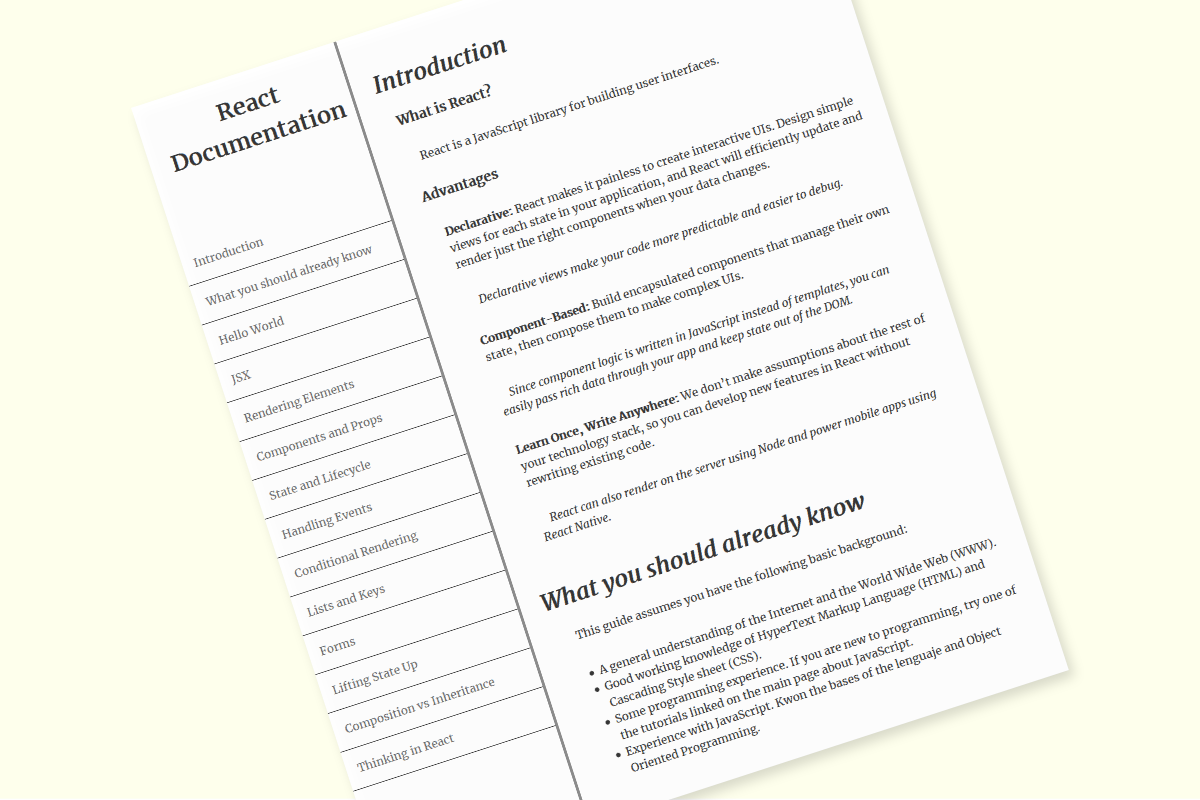 React
Documentation
Introduction
What you should already know
Hello World
JSX
Rendering Elements
Components and Props
State and Lifecycle
Handling Events
Conditional Rendering
Lists and Keys
Forms
Lifting State Up
Composition vs Inheritance
Thinking in React
Introduction
What is React?
React is a JavaScript library for building user interfaces.
Advantages
Declarative: React makes it painless to create interactive UIs. Design simple
views for each state in your application, and React will efficiently update and
render just the right components when your data changes.
Declarative views make your code more predictable and easier to debug.
Component-Based: Build encapsulated components that manage their own
state, then compose them to make complex UIs.
Since component logic is written in JavaScript instead of templates, you can
easily pass rich data through your app and keep state out of the DOM.
Learn Once, Write Anywhere: We don't make assumptions about the rest of
your technology stack, so you can develop new features in React without
rewriting existing code.
React can also render on the server using Node and power mobile apps using
React Native.
What you should already know
This guide assumes you have the following basic background:
• A general understanding of the Internet and the World Wide Web (WWW).
• Good working knowledge of HyperText Markup Language (HTML) and
Cascading Style sheet (CSS).
• Some programming experience. If you are new to programming, try one of
the tutorials linked on the main page about JavaScript.
• Experience with JavaScript. Kwon the bases of the lenguaje and Object
Oriented Programming.